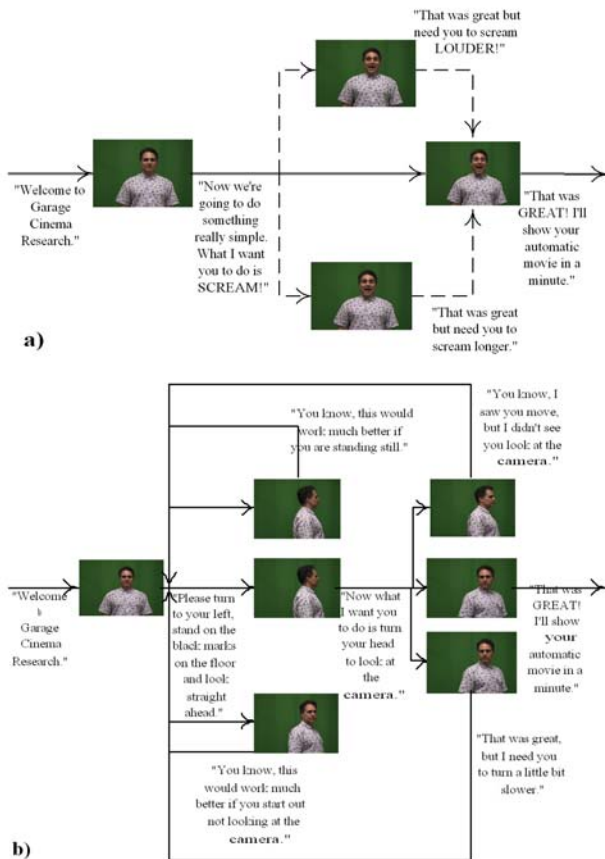 "That was great but
need you to scream
LOUDER!"
"Welcome to
Garage
Cinema
Research."
"Now we're
going to do
something
really simple.
What I want
you to do is
SCREAM!"
"That was
GREAT! I'll
show your
automatic
movie in a
minute."
"That was great
but need you to
scream longer."
a)
"You know, this would
work much better if
you are standing still."
"You know, I
saw you move,
but I didn't see
you look at the
camera."
"Welcome
Garage
Cinema
Research."
"Please turn
to your left,
stand on the
black marks
on the floor
and look
straight
ahead."
"Now what
I want you
to do is turn
your head
to look at
the
camera."
"That was
GREAT!
I'll show
your
automatic
movie in a
minute."
"You know, this
would work much
better if you start out
not looking at the
camera."
"That was great,
but I need you
to turn a little bit
slower."
b)